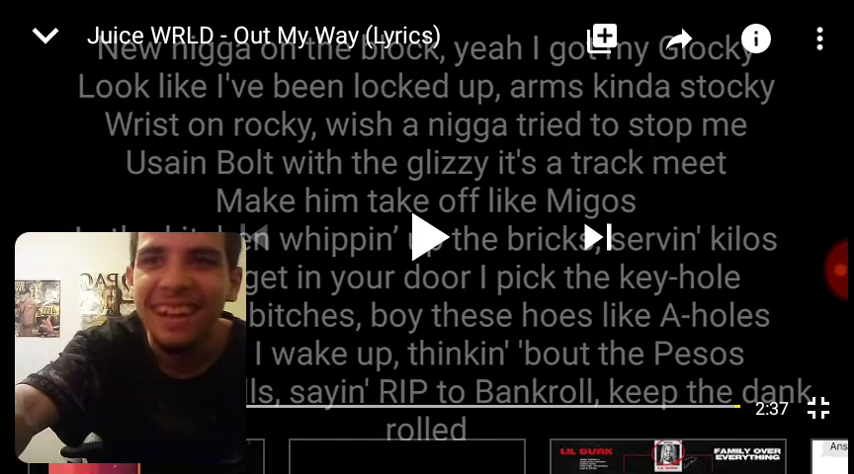 Juice WRLD - Out My Way (Lyrics)
New nigga on the block, yeah I got my Glocky
Look like I've been locked up, arms kinda stocky
Wrist on rocky, wish a nigga tried to stop me
Usain Bolt with the glizzy it's a track meet
Make him take off like Migos
whippin' up the bricks, servin' kilos
get in your door I pick the key-hole
bitches, boy these hoes like A-holes
I wake up, thinkin' 'bout the Pesos
sayin' RIP to Bankroll, keep the dank
rolled
2:37
LIL DURK
FAMILY OVER
EVERYTHING
Ans